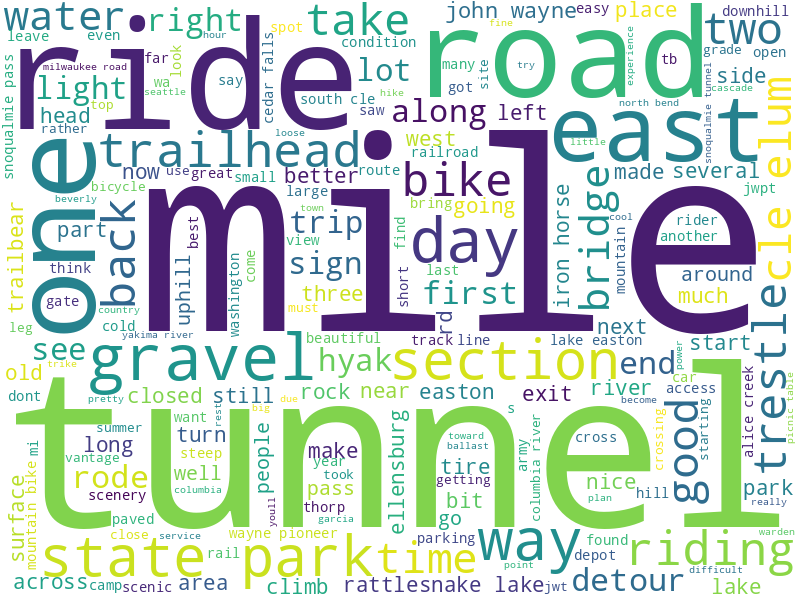 water
right
take
john wayne
easy
place
downhill
leave
even
hour
spot
fine
two
ride
road
many
got
site
try
experience
tb
grade
open
side
milwaukee road
far
wa
seattle
look
say
condition
lot
hike
saw
snoqualmie pass
light
top
head
rather
cedar falls
south cle
loose
along
left
north bend
cascade
snoqualmie tunnel
east
cle elum
one
trailhead
now
use
great
small
better
route
west
railroad
bike
little
made
several
jwpt
bicycle
beverly
back
large
town
trip
bring
going
mile
day
iron horse
bridge
mountain
cool
rider
another
trailbear
part
think
gate
uphill
best
washington
come
view
sign
find
short
last
first
three
must
around
much
leg
country
cold
yakima river
beautiful
track
line
rd
lake easton
next
start
trestle
see
gravel
hyak
section
end
power
car
access
old
trike
dont
pretty
closed
still
big
due
rock
near
easton
exit
river
become
starting
good
alice creek
picnic table
park
really
tunnel
summer
want
rest
people
s
mi
long
turn
steep
make
toward
ballast
cross
crossing
vantage
rode
scenery
well
columbia
year
took
pass
ellensburg
tire
getting
bit
go
army
columbia river
nice
plan
hill
surface
mountain bike
paved
service
youll
thorp
garcia
close
wayne pioneer
parking
way
found
riding
warden
state park
rail
time
point
depot
difficult
across
camp
scenic
area
climb
rattlesnake lake
jwt
detour
lake